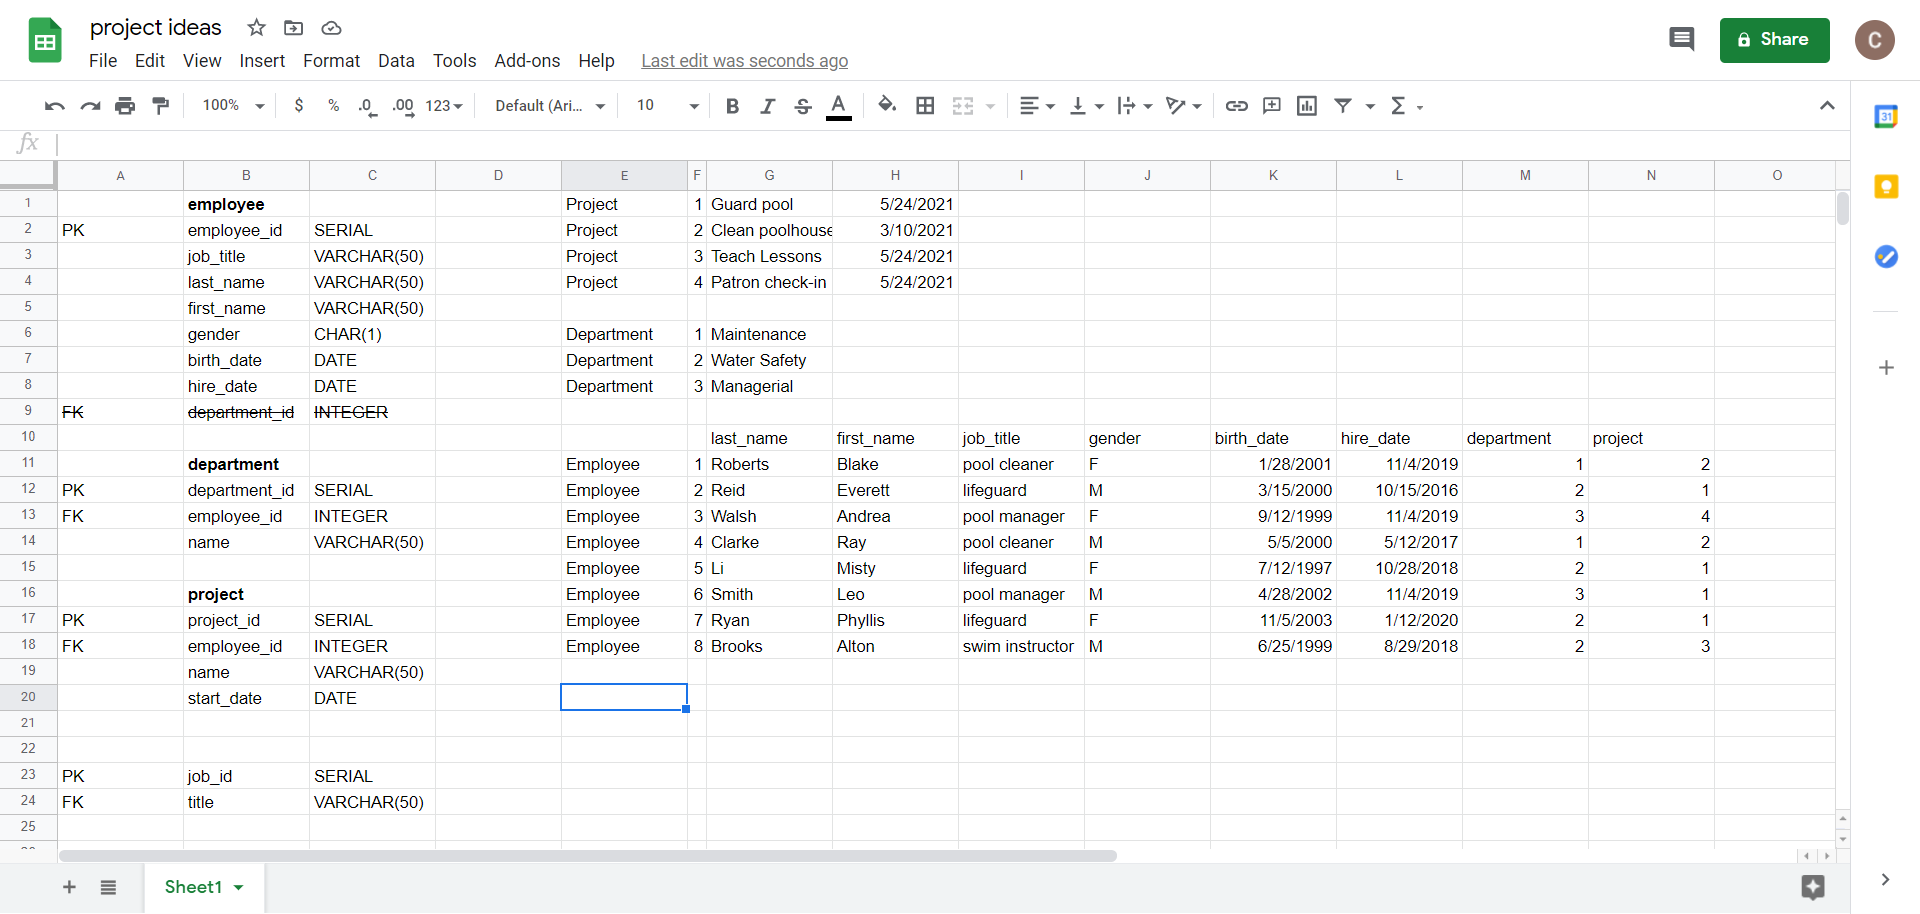 project ideas
File Edit View Insert Format Data Tools Add-ons Help Last edit was seconds ago
Share
C
100% $ % .0 .00 123 Default (Ari... 10 B I S A Σ
31
fx
A B C D E F G H I J K L M N O
1 employee Project 1 Guard pool 5/24/2021
2 PK employee_id SERIAL Project 2 Clean poolhouse 3/10/2021
3 job_title VARCHAR(50) Project 3 Teach Lessons 5/24/2021
4 last_name VARCHAR(50) Project 4 Patron check-in 5/24/2021
5 first_name VARCHAR(50)
6 gender CHAR(1) Department 1 Maintenance
7 birth_date DATE Department 2 Water Safety
8 hire_date DATE Department 3 Managerial
9 FK department_id INTEGER
10 last_name first_name job_title gender birth_date hire_date department project
11 department Employee 1 Roberts Blake pool cleaner F 1/28/2001 11/4/2019 1 2
12 PK department_id SERIAL Employee 2 Reid Everett lifeguard M 3/15/2000 10/15/2016 2 1
13 FK employee_id INTEGER Employee 3 Walsh Andrea pool manager F 9/12/1999 11/4/2019 3 4
14 name VARCHAR(50) Employee 4 Clarke Ray pool cleaner M 5/5/2000 5/12/2017 1 2
15 Employee 5 Li Misty lifeguard F 7/12/1997 10/28/2018 2 1
16 project Employee 6 Smith Leo pool manager M 4/28/2002 11/4/2019 3 1
17 PK project_id SERIAL Employee 7 Ryan Phyllis lifeguard F 11/5/2003 1/12/2020 2 1
18 FK employee_id INTEGER Employee 8 Brooks Alton swim instructor M 6/25/1999 8/29/2018 2 3
19 name VARCHAR(50)
20 start_date DATE
21
22
23 PK job_id SERIAL
24 FK title VARCHAR(50)
25
Sheet1